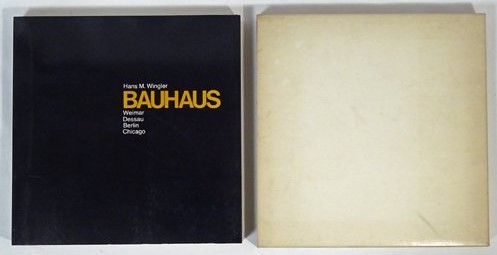 Hans M. Wingler
BAUHAUS
Weimar
Dessau
Berlin
Chicago